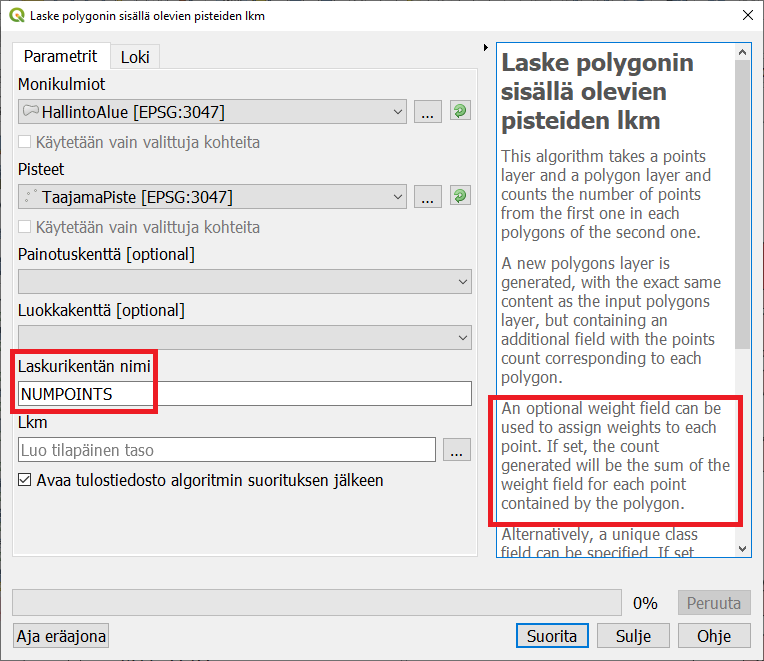 Laske polygonin sisällä olevien pisteiden lkm
Parametrit
Loki
Monikulmiot
HallintoAlue [EPSG:3047]
...
Käytetään vain valittuja kohteita
Pisteet
TaajamaPiste [EPSG:3047]
...
Käytetään vain valittuja kohteita
Painotuskenttä [optional]
Luokkakenttä [optional]
Laskurikentän nimi
NUMPOINTS
Lkm
Luo tilapäinen taso
...
Avaa tulostiedosto algoritmin suorituksen jälkeen
Laske polygonin
sisällä olevien
pisteiden lkm
This algorithm takes a points
layer and a polygon layer and
counts the number of points
from the first one in each
polygons of the second one.
A new polygons layer is
generated, with the exact same
content as the input polygons
layer, but containing an
additional field with the points
count corresponding to each
polygon.
An optional weight field can be
used to assign weights to each
point. If set, the count
generated will be the sum of the
weight field for each point
contained by the polygon.
Alternatively, a unique class
field can be specified. If set
0%
Peruuta
Aja eräajona
Suorita
Sulje
Ohje